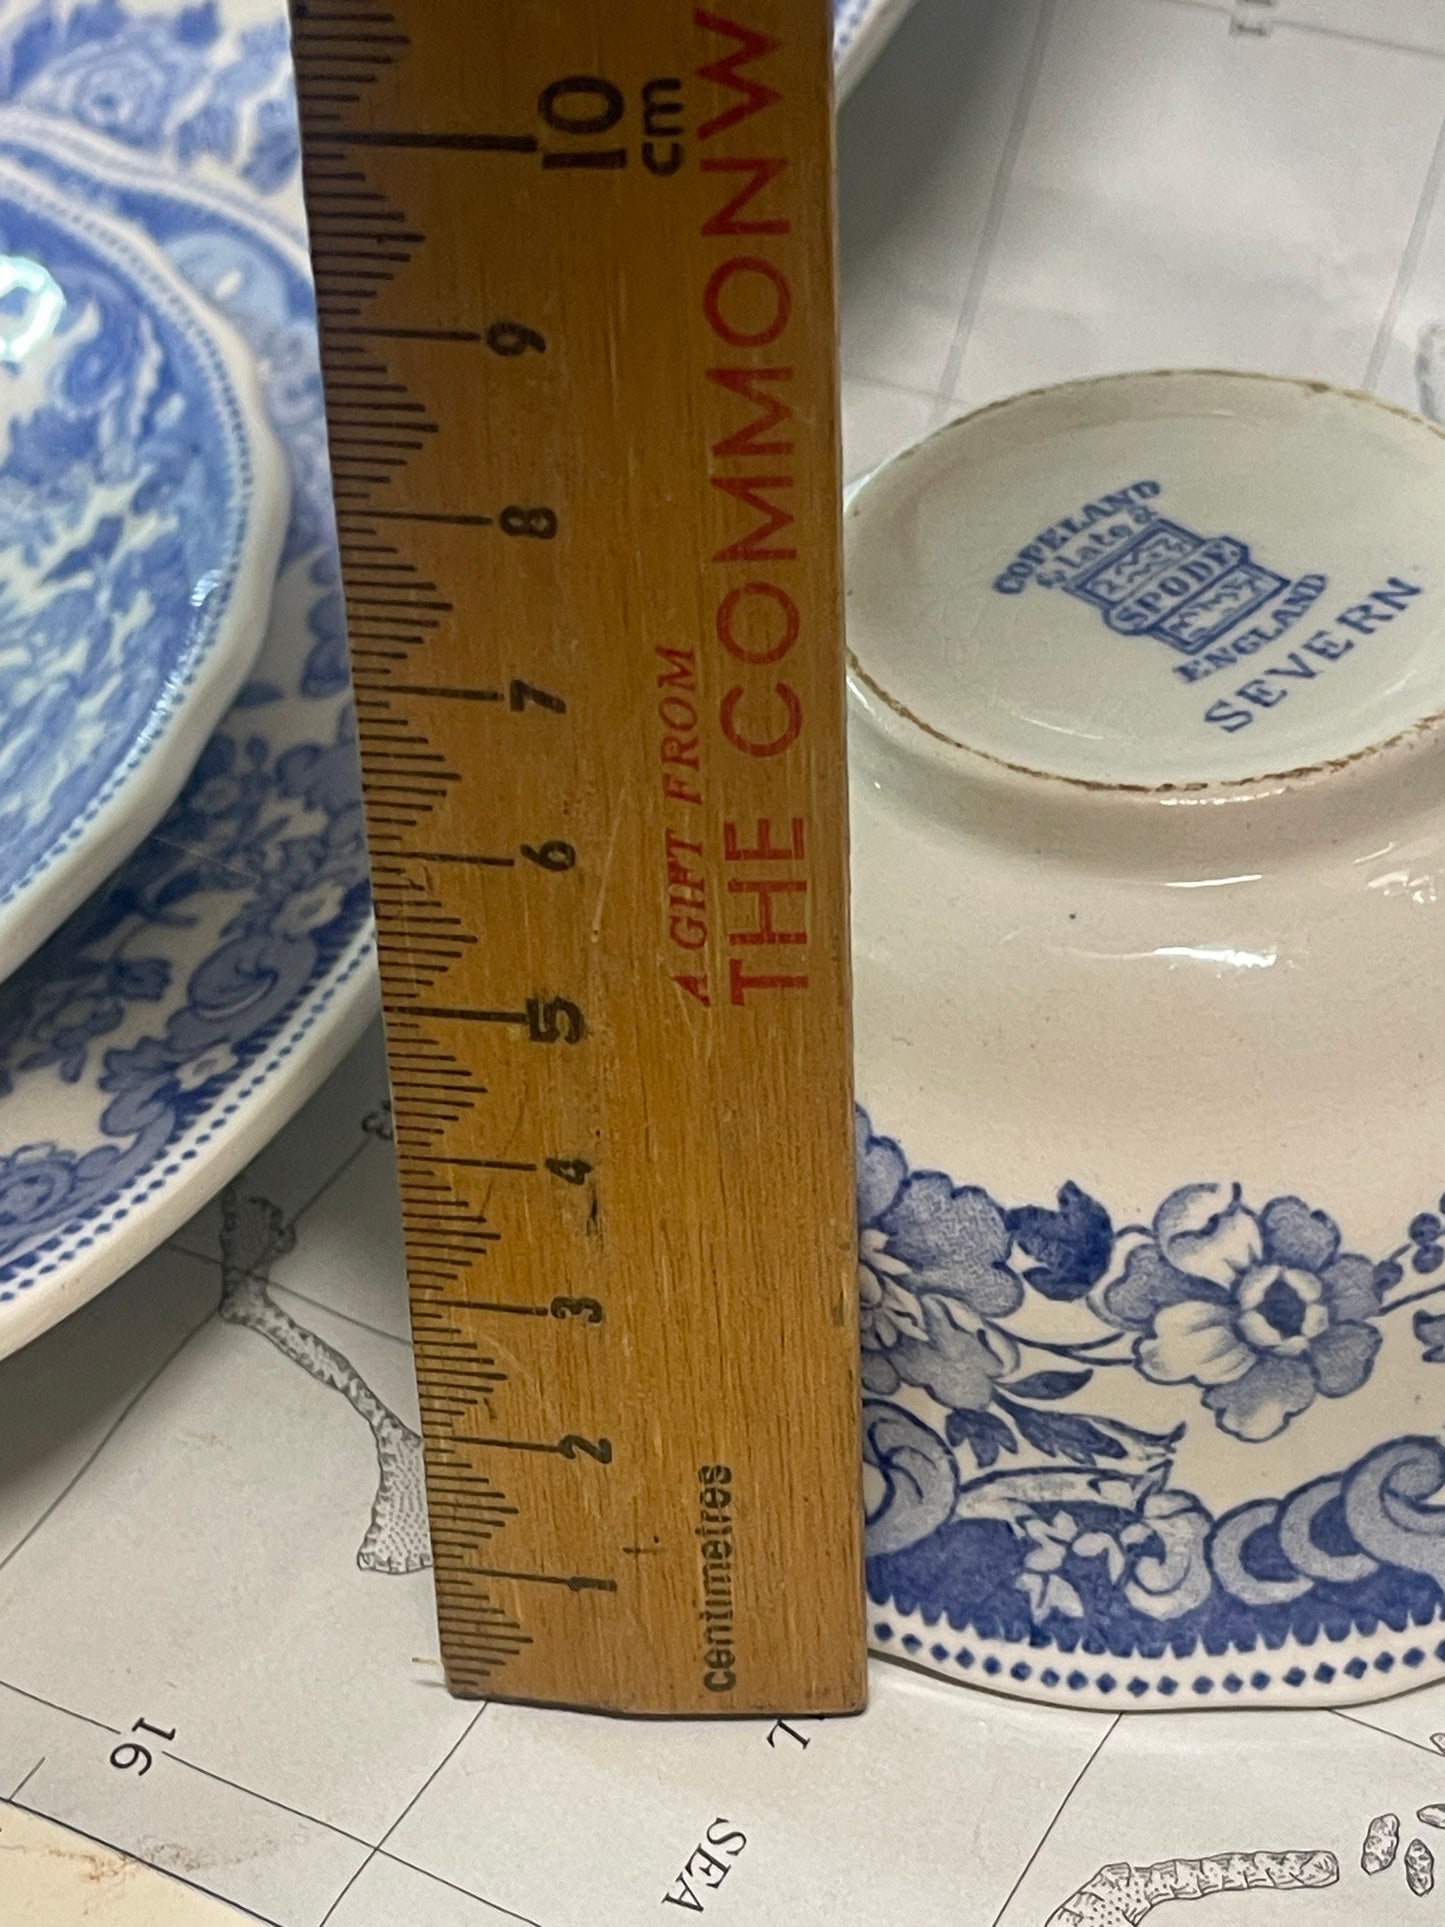 10
cm
9
8
7
6
5
4
3
2
1
centimetres
A GIFT FROM
THE COMMONW
COPELAND
& Late a
SPODE
ENGLAND
SEVERN
16
L
SEA